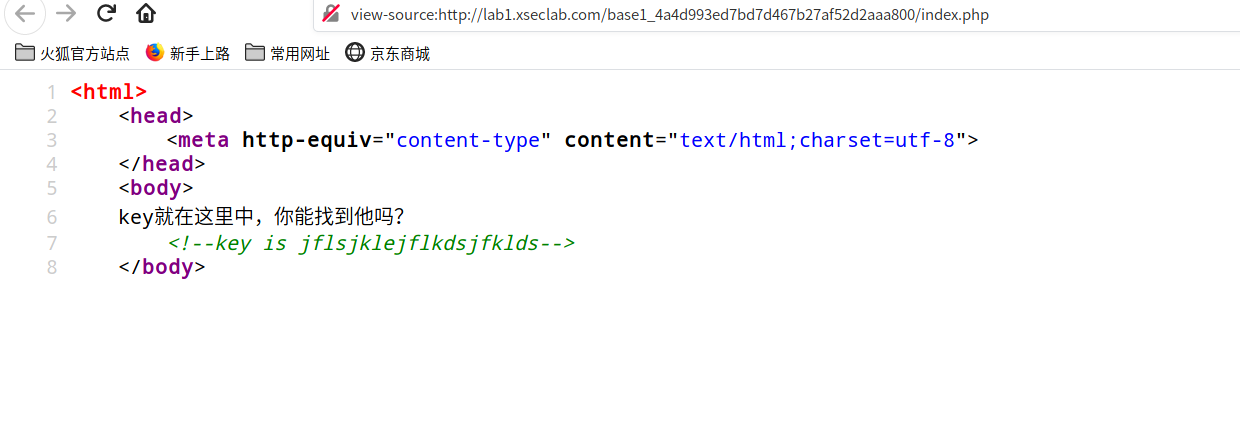 view-source:http://lab1.xseclab.com/base1_4a4d993ed7bd7d467b27af52d2aaa800/index.php
火狐官方站点 新手上路 常用网址 京东商城
1 <html>
2 <head>
3 <meta http-equiv="content-type" content="text/html;charset=utf-8">
4 </head>
5 <body>
6 key就在这里中，你能找到他吗？
7 <!--key is jflsjklejflkdsjfklds-->
8 </body>